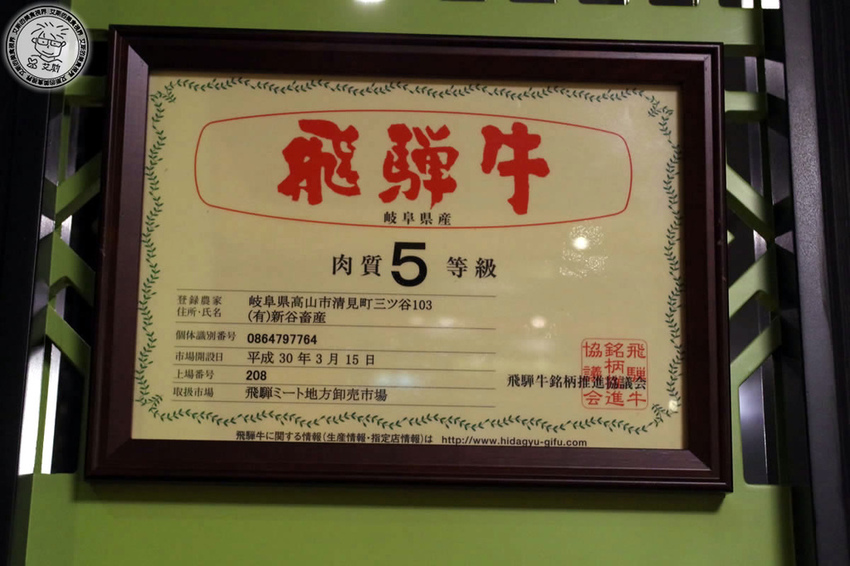 飛騨牛
岐阜県産
肉質5等級
登録農家
住所・氏名
岐阜県高山市清見町三ツ谷103
(有)新谷畜産
個体識別番号 0864797764
市場開設日 平成30年3月15日
上場番号 208
取扱市場 飛騨ミート地方卸売市場
飛騨牛銘柄推進協議会
飛騨牛
銘柄推進
協議会
飛騨牛に関する情報(生産情報・指定店情報)は http://www.hidagyu-gifu.com